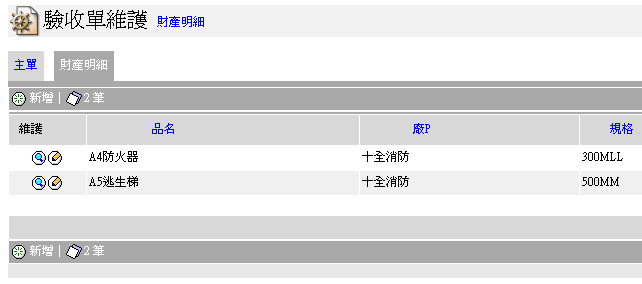 驗收單維護 財產明細
主單 財產明細
新增 | 2 筆
維護 品名 廠P 規格
A4防火器 十全消防 300MLL
A5逃生梯 十全消防 500MM
新增 | 2 筆